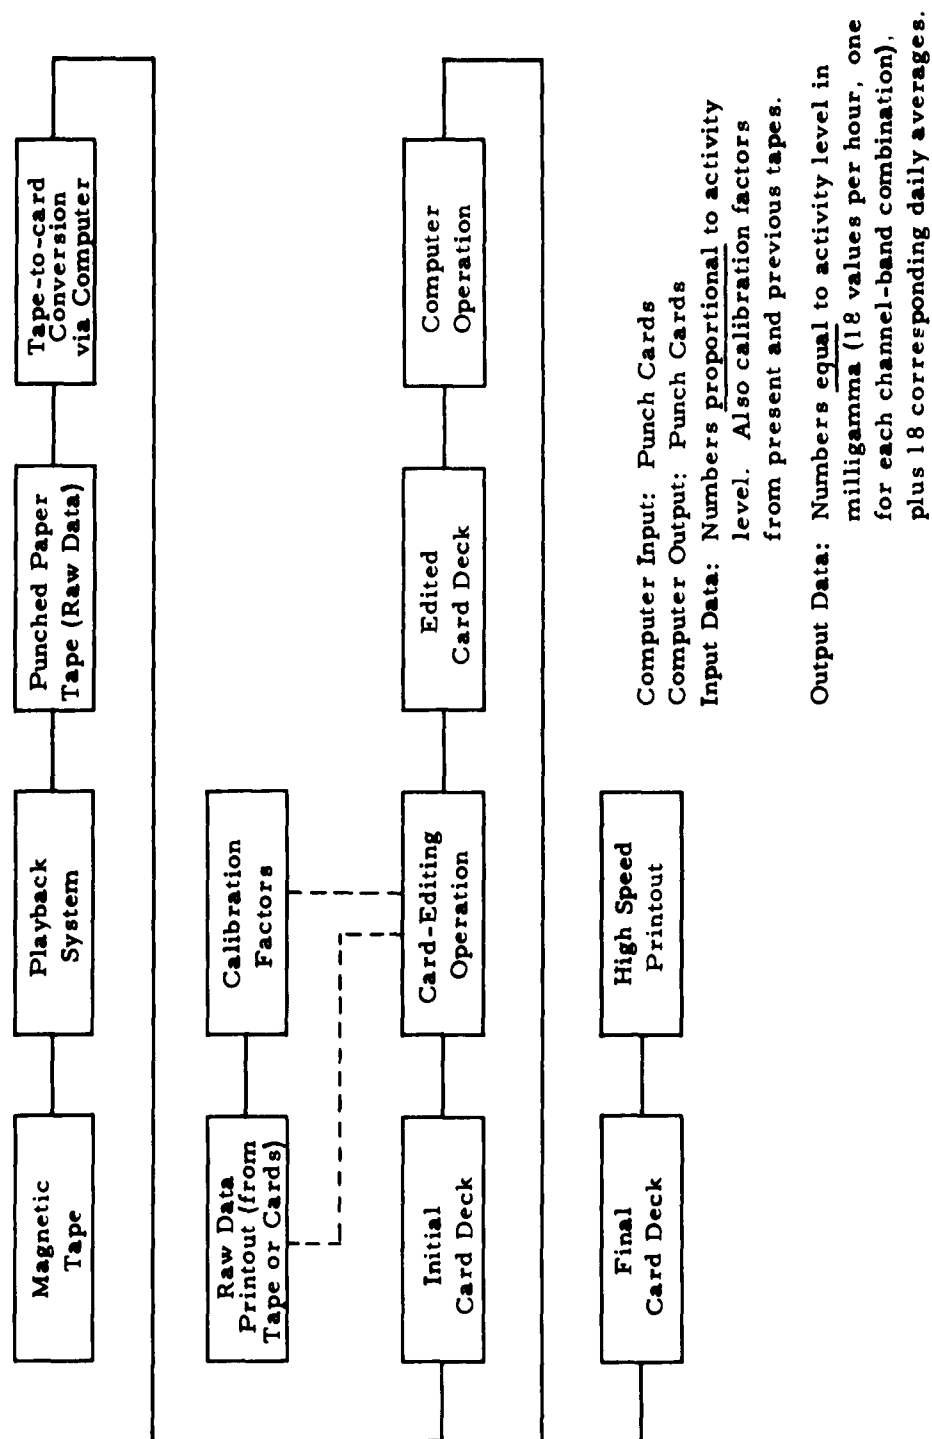 Magnetic
Tape
Playback
System
Punched Paper
Tape (Raw Data)
Tape-to-card
Conversion
via Computer
Raw Data
Printout (from
Tape or Cards)
Calibration
Factors
Initial
Card Deck
Card-Editing
Operation
Edited
Card Deck
Computer
Operation
Final
Card Deck
High Speed
Printout
Computer Input: Punch Cards
Computer Output: Punch Cards
Input Data: Numbers proportional to activity
level. Also calibration factors
from present and previous tapes.
Output Data: Numbers equal to activity level in
milligamma (18 values per hour, one
for each channel-band combination),
plus 18 corresponding daily averages.